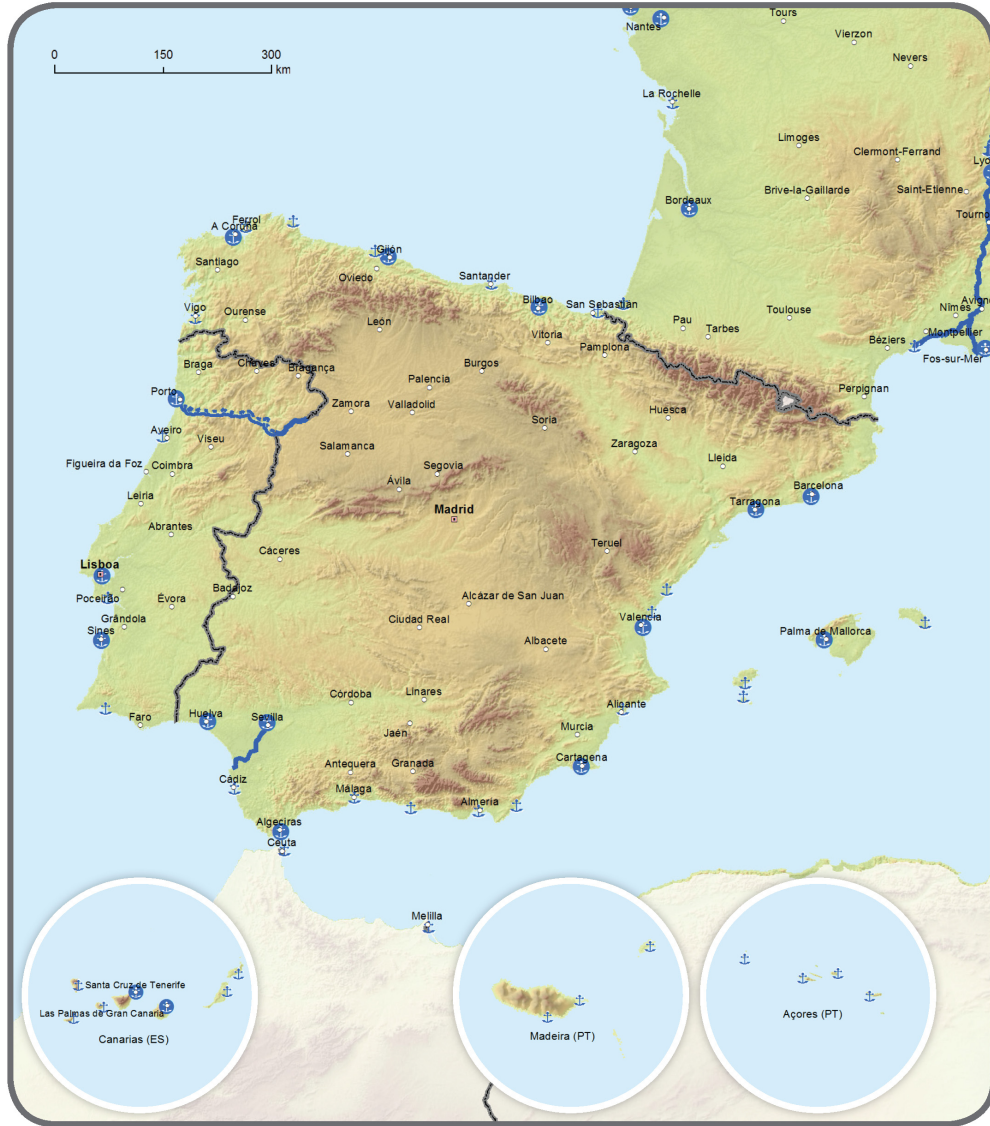 Tours
Nantes
Vierzon
0
150
300
km
Nevers
La Rochelle
Limoges
Clermont-Ferrand
Lyo
Brive-la-Gaillarde
Saint-Etienne
Bordeaux
Tourno
Ferrol
A Coruña
Gijón
Santiago
Oviedo
Santander
Bilbao
San Sebastian
Avign
Vigo
Ourense
León
Vitoria
Pau
Tarbes
Toulouse
Nîmes
Montpellier
Béziers
Pamplona
Fos-sur-Mer
Braga
Chaves
Bragança
Burgos
Palencia
Perpignan
Porto
Zamora
Valladolid
Soria
Huesca
Aveiro
Viseu
Salamanca
Zaragoza
Figueira da Foz
Coimbra
Segovia
Lleida
Ávila
Barcelona
Leiria
Tarragona
Madrid
Abrantes
Teruel
Cáceres
Lisboa
Badajoz
Poceirão
Évora
Alcázar de San Juan
Grândola
Ciudad Real
Valencia
Sines
Albacete
Palma de Mallorca
Córdoba
Linares
Alicante
Faro
Huelva
Sevilla
Jaén
Murcia
Antequera
Granada
Cartagena
Cádiz
Málaga
Almeria
Algeciras
Ceuta
Melilla
Santa Cruz de Tenerife
Las Palmas de Gran Canaria
Canarias (ES)
Madeira (PT)
Açores (PT)